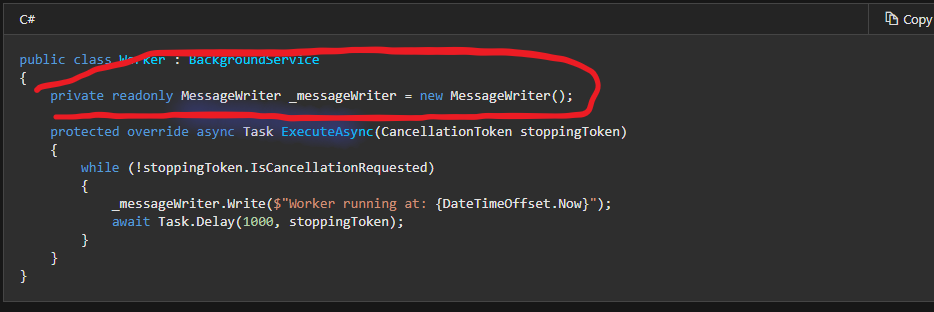 C#
Copy
public class Worker : BackgroundService
{
private readonly MessageWriter _messageWriter = new MessageWriter();
protected override async Task ExecuteAsync(CancellationToken stoppingToken)
{
while (!stoppingToken.IsCancellationRequested)
{
_messageWriter.Write($"Worker running at: {DateTimeOffset.Now}");
await Task.Delay(1000, stoppingToken);
}
}
}